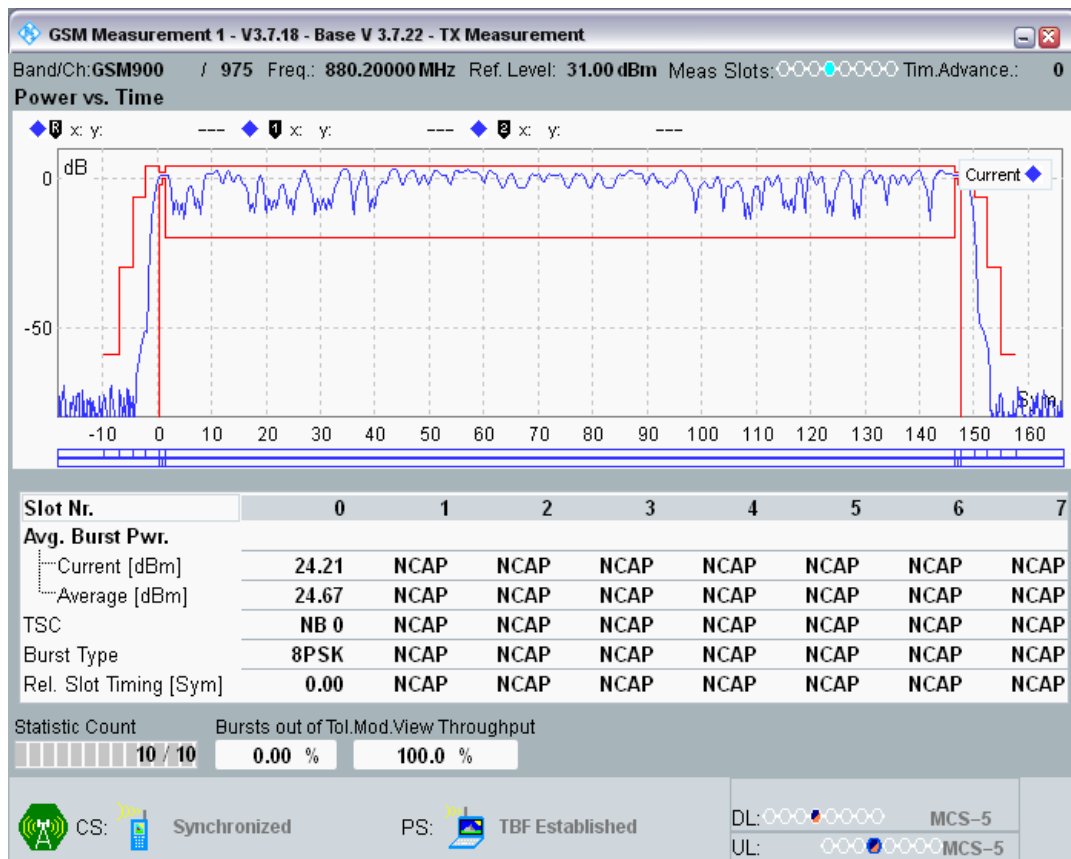 GSM Measurement 1 - V3.7.18 - Base V 3.7.22 - TX Measurement
Band/Ch:GSM900 / 975 Freq.: 880.20000 MHz Ref. Level: 31.00 dBm Meas Slots: Tim.Advance.: 0
Power vs. Time
R x: y: --- 1 x: y: --- 2 x: y: ---
dB
Current
0
-50
Sym
-10 0 10 20 30 40 50 60 70 80 90 100 110 120 130 140 150 160
Slot Nr. 0 1 2 3 4 5 6 7
Avg. Burst Pwr.
Current [dBm] 24.21 NCAP NCAP NCAP NCAP NCAP NCAP NCAP
Average [dBm] 24.67 NCAP NCAP NCAP NCAP NCAP NCAP NCAP
TSC NB 0 NCAP NCAP NCAP NCAP NCAP NCAP NCAP
Burst Type 8PSK NCAP NCAP NCAP NCAP NCAP NCAP NCAP
Rel. Slot Timing [Sym] 0.00 NCAP NCAP NCAP NCAP NCAP NCAP NCAP
Statistic Count Bursts out of Tol.Mod.View Throughput
10 / 10 0.00 % 100.0 %
CS: Synchronized PS: TBF Established DL: MCS-5
UL: MCS-5